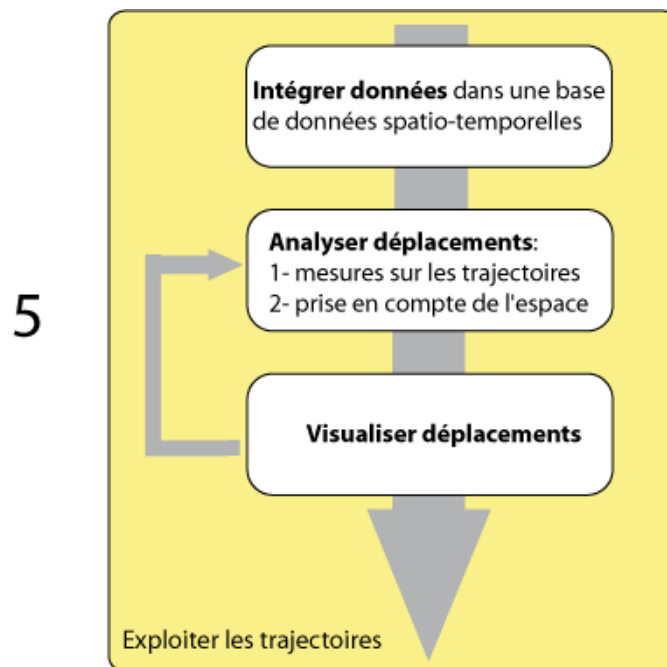 Intégrer données dans une base
de données spatio-temporelles
Analyser déplacements:
1- mesures sur les trajectoires
2- prise en compte de l'espace
5
Visualiser déplacements
Exploiter les trajectoires